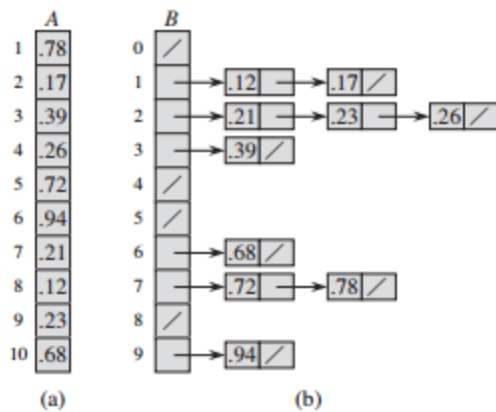 A B
1 .78 0 /
2 .17 1 .12 .17 /
3 .39 2 .21 .23 .26 /
4 .26 3 .39 /
5 .72 4 /
6 .94 5 /
7 .21 6 .68 /
8 .12 7 .72 .78 /
9 .23 8 /
10 .68 9 .94 /
(a) (b)